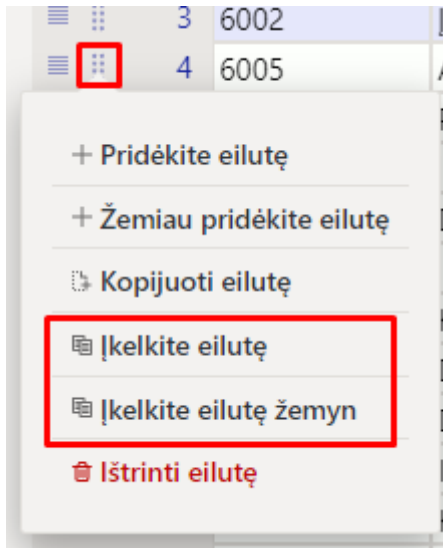 3 6002
4 6005
Pridėkite eilutę
Žemiau pridėkite eilutę
Kopijuoti eilutę
Įkelkite eilutę
Įkelkite eilutę žemyn
Ištrinti eilutę